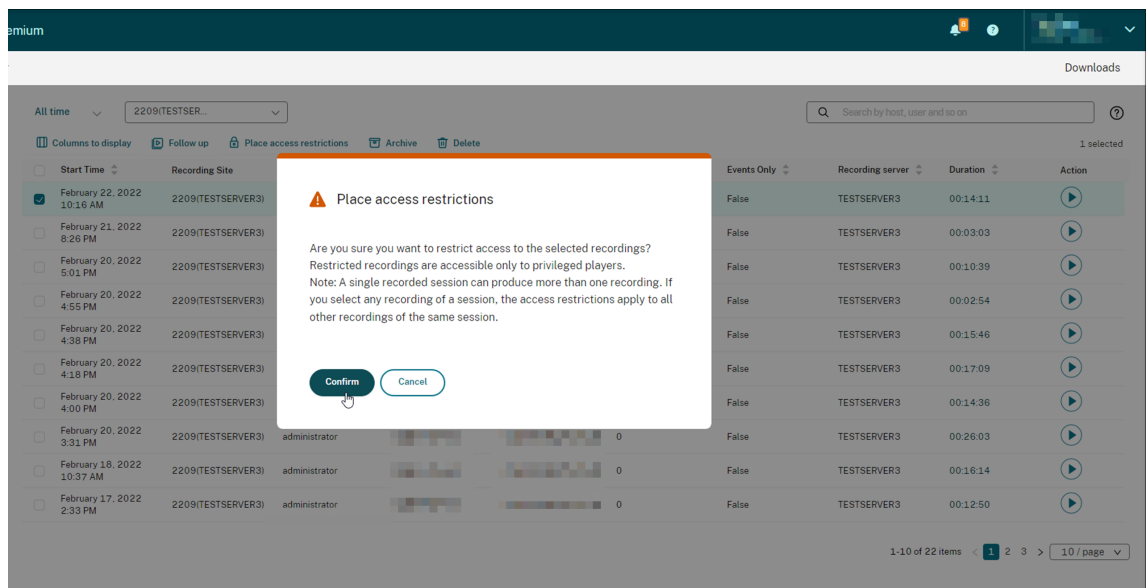 emium
8
?
Downloads
All time
2209(TESTSER...
Search by host, user and so on
?
Columns to display
Follow up
Place access restrictions
Archive
Delete
1 selected
Start Time
Recording Site
Events Only
Recording server
Duration
Action
Place access restrictions
Are you sure you want to restrict access to the selected recordings?
Restricted recordings are accessible only to privileged players.
Note: A single recorded session can produce more than one recording. If
you select any recording of a session, the access restrictions apply to all
other recordings of the same session.
Confirm
Cancel
February 22, 2022
10:16 AM
2209(TESTSERVER3)
False
TESTSERVER3
00:14:11
February 21, 2022
8:26 PM
2209(TESTSERVER3)
False
TESTSERVER3
00:03:03
February 20, 2022
5:01 PM
2209(TESTSERVER3)
False
TESTSERVER3
00:10:39
February 20, 2022
4:55 PM
2209(TESTSERVER3)
False
TESTSERVER3
00:02:54
February 20, 2022
4:38 PM
2209(TESTSERVER3)
False
TESTSERVER3
00:15:46
February 20, 2022
4:18 PM
2209(TESTSERVER3)
False
TESTSERVER3
00:17:09
February 20, 2022
4:00 PM
2209(TESTSERVER3)
False
TESTSERVER3
00:14:36
February 20, 2022
3:31 PM
2209(TESTSERVER3)
administrator
0
False
TESTSERVER3
00:26:03
February 18, 2022
10:37 AM
2209(TESTSERVER3)
administrator
0
False
TESTSERVER3
00:16:14
February 17, 2022
2:33 PM
2209(TESTSERVER3)
administrator
0
False
TESTSERVER3
00:12:50
1-10 of 22 items
1
2
3
10 / page